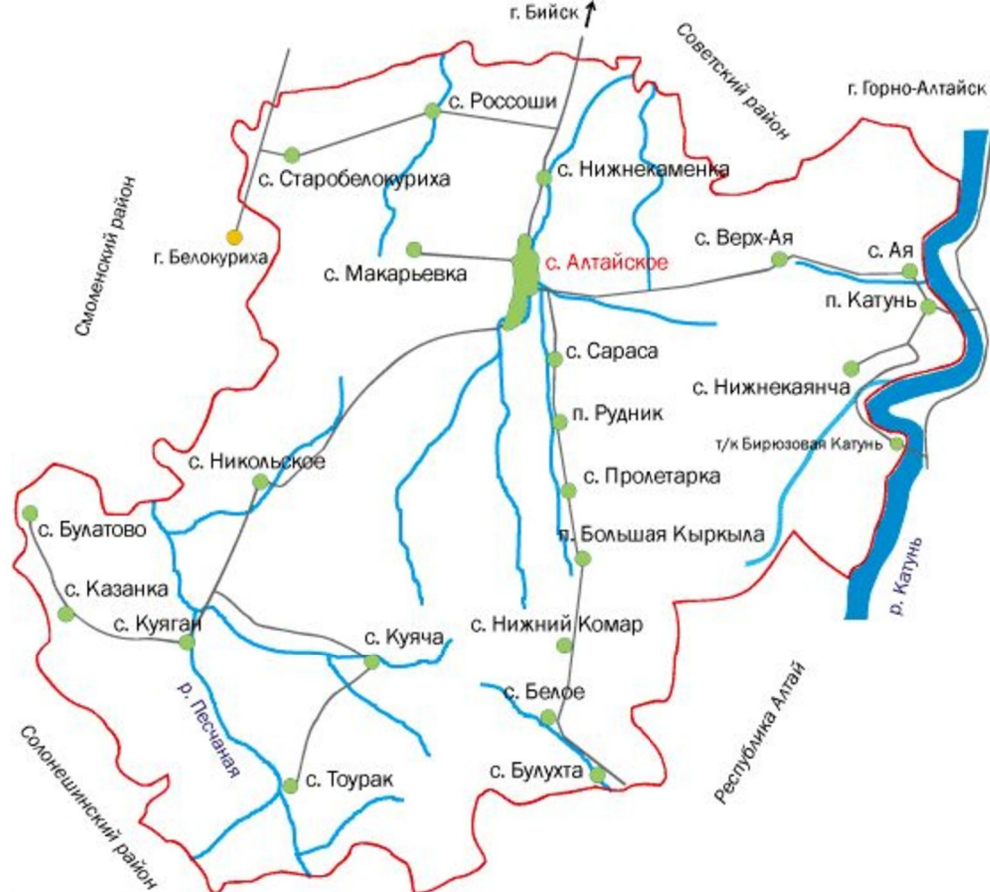 г. Бийск
Советский район
г. Горно-Алтайск
с. Россоши
с. Нижнекаменка
с. Старобелокуриха
Смоленский район
г. Белокуриха
с. Макарьевка
с. Алтайское
с. Верх-Ая
с. Ая
п. Катунь
с. Сараса
с. Нижнекаянча
п. Рудник
т/к Бирюзовая Катунь
с. Никольское
с. Пролетарка
с. Булатово
п. Большая Кыркыла
р. Катунь
с. Казанка
с. Куяган
с. Куяча
с. Нижний Комар
р. Песчаная
с. Белое
Республика Алтай
с. Тоурак
с. Булухта
Солонешинский район